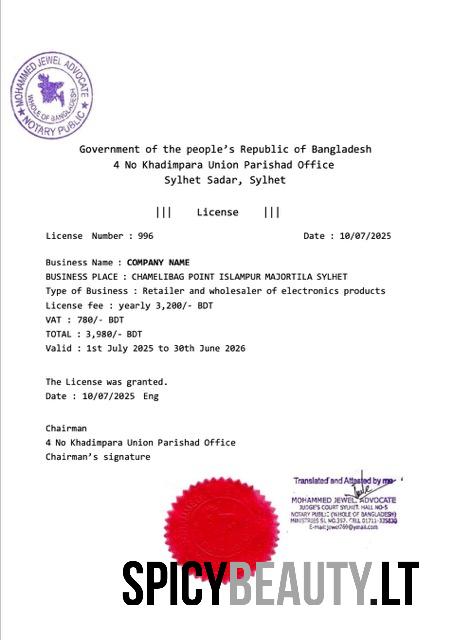 MOHAMMED JEWEL ADVOCATE
WHOLE OF BANGLADESH
★ NOTARY PUBLIC ★
Government of the people's Republic of Bangladesh
4 No Khadimpara Union Parishad Office
Sylhet Sadar, Sylhet
||| License |||
License Number : 996 Date : 10/07/2025
Business Name : COMPANY NAME
BUSINESS PLACE : CHAMELIBAG POINT ISLAMPUR MAJORTILA SYLHET
Type of Business : Retailer and wholesaler of electronics products
License fee : yearly 3,200/- BDT
VAT : 780/- BDT
TOTAL : 3,980/- BDT
Valid : 1st July 2025 to 30th June 2026
The License was granted.
Date : 10/07/2025 Eng
Chairman
4 No Khadimpara Union Parishad Office
Chairman's signature
Translated and Attested by me
MOHAMMED JEWEL ADVOCATE
JUDGE'S COURT SYLHET. HALL NO-5
NOTARY PUBLIC (WHOLE OF BANGLADESH)
MINISTRIES SL NO.357. CELL 01711-335833
E-mail: jewel769@ymail.com
SPICYBEAUTY.LT